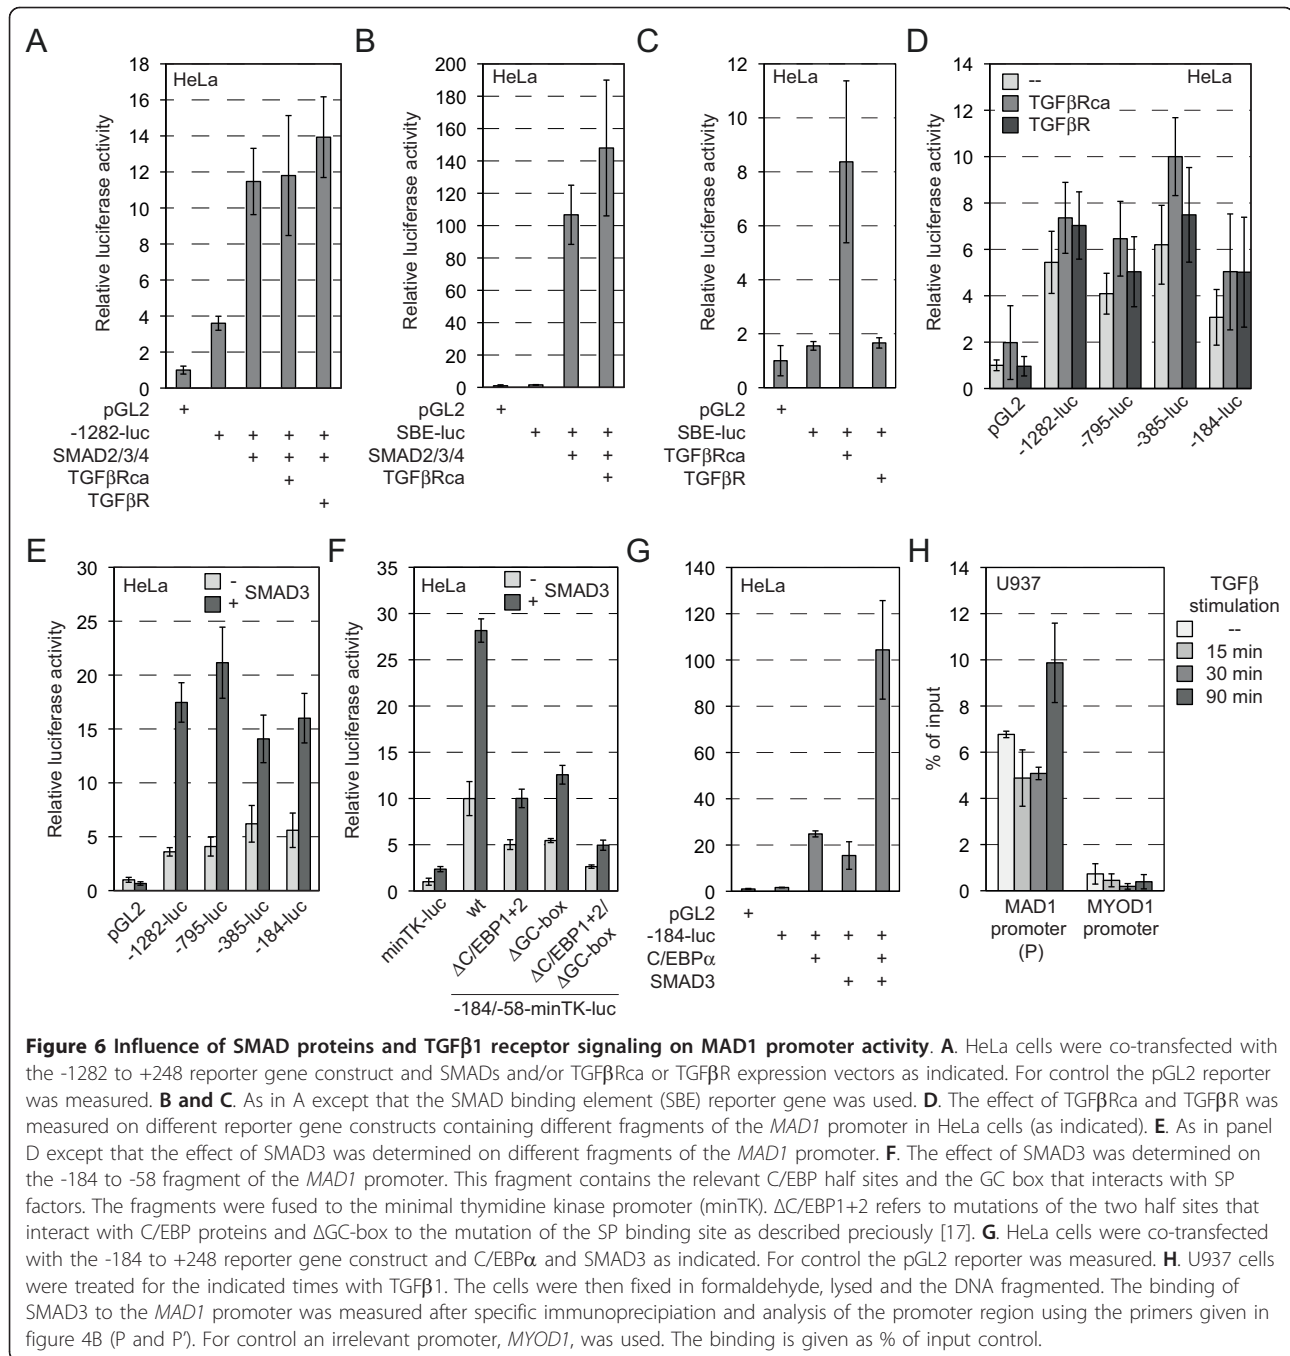 A
HeLa
Relative luciferase activity
18
16
14
12
10
8
6
4
2
0
pGL2 +
-1282-luc + + + +
SMAD2/3/4 + + +
TGFβRca +
TGFβR +
B
HeLa
Relative luciferase activity
200
180
160
140
120
100
80
60
40
20
0
pGL2 +
SBE-luc + + +
SMAD2/3/4 + +
TGFβRca +
C
HeLa
Relative luciferase activity
12
10
8
6
4
2
0
pGL2 +
SBE-luc + + +
TGFβRca +
TGFβR +
D
HeLa
--
TGFβRca
TGFβR
Relative luciferase activity
14
12
10
8
6
4
2
0
pGL2
-1282-luc
-795-luc
-385-luc
-184-luc
E
HeLa
-
+
SMAD3
Relative luciferase activity
30
25
20
15
10
5
0
pGL2
-1282-luc
-795-luc
-385-luc
-184-luc
F
HeLa
-
+
SMAD3
Relative luciferase activity
35
30
25
20
15
10
5
0
minTK-luc
wt
ΔC/EBP1+2
ΔGC-box
ΔC/EBP1+2/
ΔGC-box
-184/-58-minTK-luc
G
HeLa
140
120
100
80
60
40
20
0
pGL2 +
-184-luc + + + +
C/EBPα + +
SMAD3 + +
H
U937
% of input
14
12
10
8
6
4
2
0
MAD1
promoter
(P)
MYOD1
promoter
TGFβ
stimulation
--
15 min
30 min
90 min
Figure 6 Influence of SMAD proteins and TGFβ1 receptor signaling on MAD1 promoter activity. A. HeLa cells were co-transfected with
the -1282 to +248 reporter gene construct and SMADs and/or TGFβRca or TGFβR expression vectors as indicated. For control the pGL2 reporter
was measured. B and C. As in A except that the SMAD binding element (SBE) reporter gene was used. D. The effect of TGFβRca and TGFβR was
measured on different reporter gene constructs containing different fragments of the MAD1 promoter in HeLa cells (as indicated). E. As in panel
D except that the effect of SMAD3 was determined on different fragments of the MAD1 promoter. F. The effect of SMAD3 was determined on
the -184 to -58 fragment of the MAD1 promoter. This fragment contains the relevant C/EBP half sites and the GC box that interacts with SP
factors. The fragments were fused to the minimal thymidine kinase promoter (minTK). ΔC/EBP1+2 refers to mutations of the two half sites that
interact with C/EBP proteins and ΔGC-box to the mutation of the SP binding site as described precviously [17]. G. HeLa cells were co-transfected
with the -184 to +248 reporter gene construct and C/EBPα and SMAD3 as indicated. For control the pGL2 reporter was measured. H. U937 cells
were treated for the indicated times with TGFβ1. The cells were then fixed in formaldehyde, lysed and the DNA fragmented. The binding of
SMAD3 to the MAD1 promoter was measured after specific immunoprecipiation and analysis of the promoter region using the primers given in
figure 4B (P and P'). For control an irrelevant promoter, MYOD1, was used. The binding is given as % of input control.